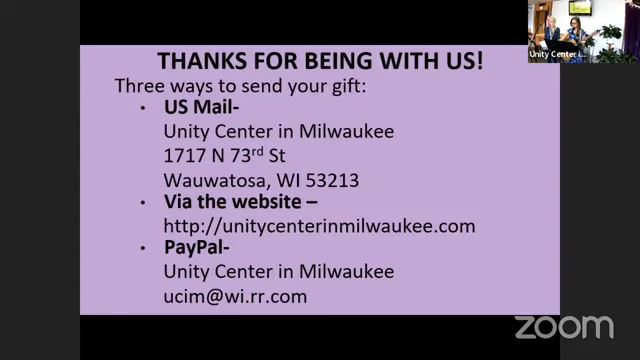 THANKS FOR BEING WITH US!
Three ways to send your gift:
• US Mail-
Unity Center in Milwaukee
1717 N 73rd St
Wauwatosa, WI 53213
• Via the website –
http://unitycenterinmilwaukee.com
• PayPal-
Unity Center in Milwaukee
ucim@wi.rr.com
Unity Center i...
zoom